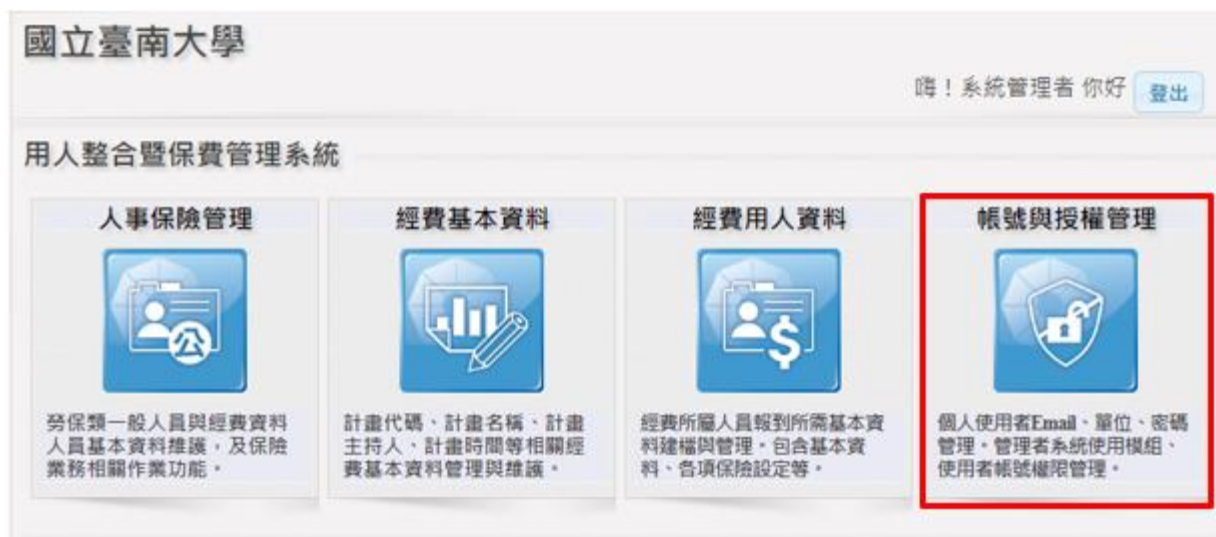 國立臺南大學
嗨！系統管理者 你好 登出
用人整合暨保費管理系統
人事保險管理
公
勞保類一般人員與經費資料
人員基本資料維護，及保險
業務相關作業功能。
經費基本資料
計畫代碼、計畫名稱、計畫
主持人、計畫時間等相關經
費基本資料管理與維護。
經費用人資料
$
經費所屬人員報到所需基本資
料建檔與管理。包含基本資
料、各項保險設定等。
帳號與授權管理
個人使用者Email、單位、密碼
管理。管理者系統使用模組、
使用者帳號權限管理。